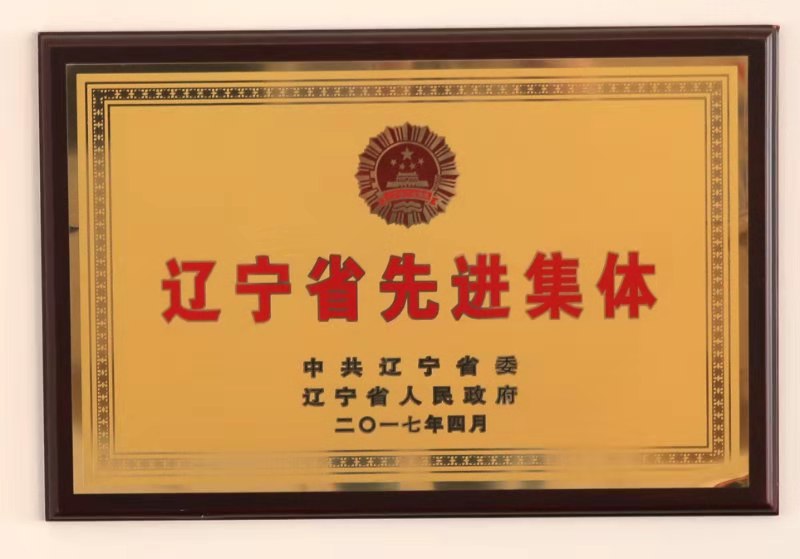 辽宁省先进集体
中共辽宁省委
辽宁省人民政府
二〇一七年四月